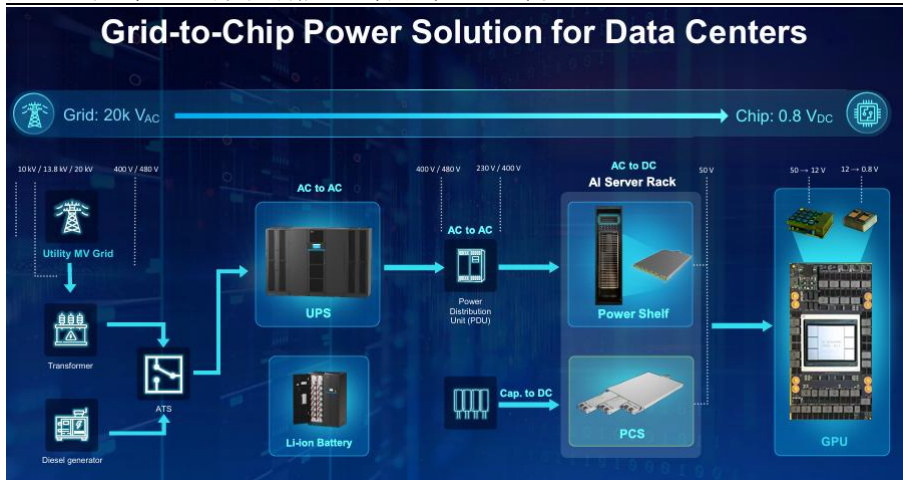 Grid-to-Chip Power Solution for Data Centers
Grid: 20k VAC
Chip: 0.8 VDC
10 kV / 13.8 kV / 20 kV
400 V / 480 V
400 V / 480 V
230 V / 400 V
AC to DC
AI Server Rack
50 V
50 → 12 V
12 → 0.8 V
AC to AC
AC to AC
Utility MV Grid
UPS
Power
Distribution
Unit (PDU)
Power Shelf
Transformer
ATS
Cap. to DC
Li-ion Battery
PCS
GPU
Diesel generator